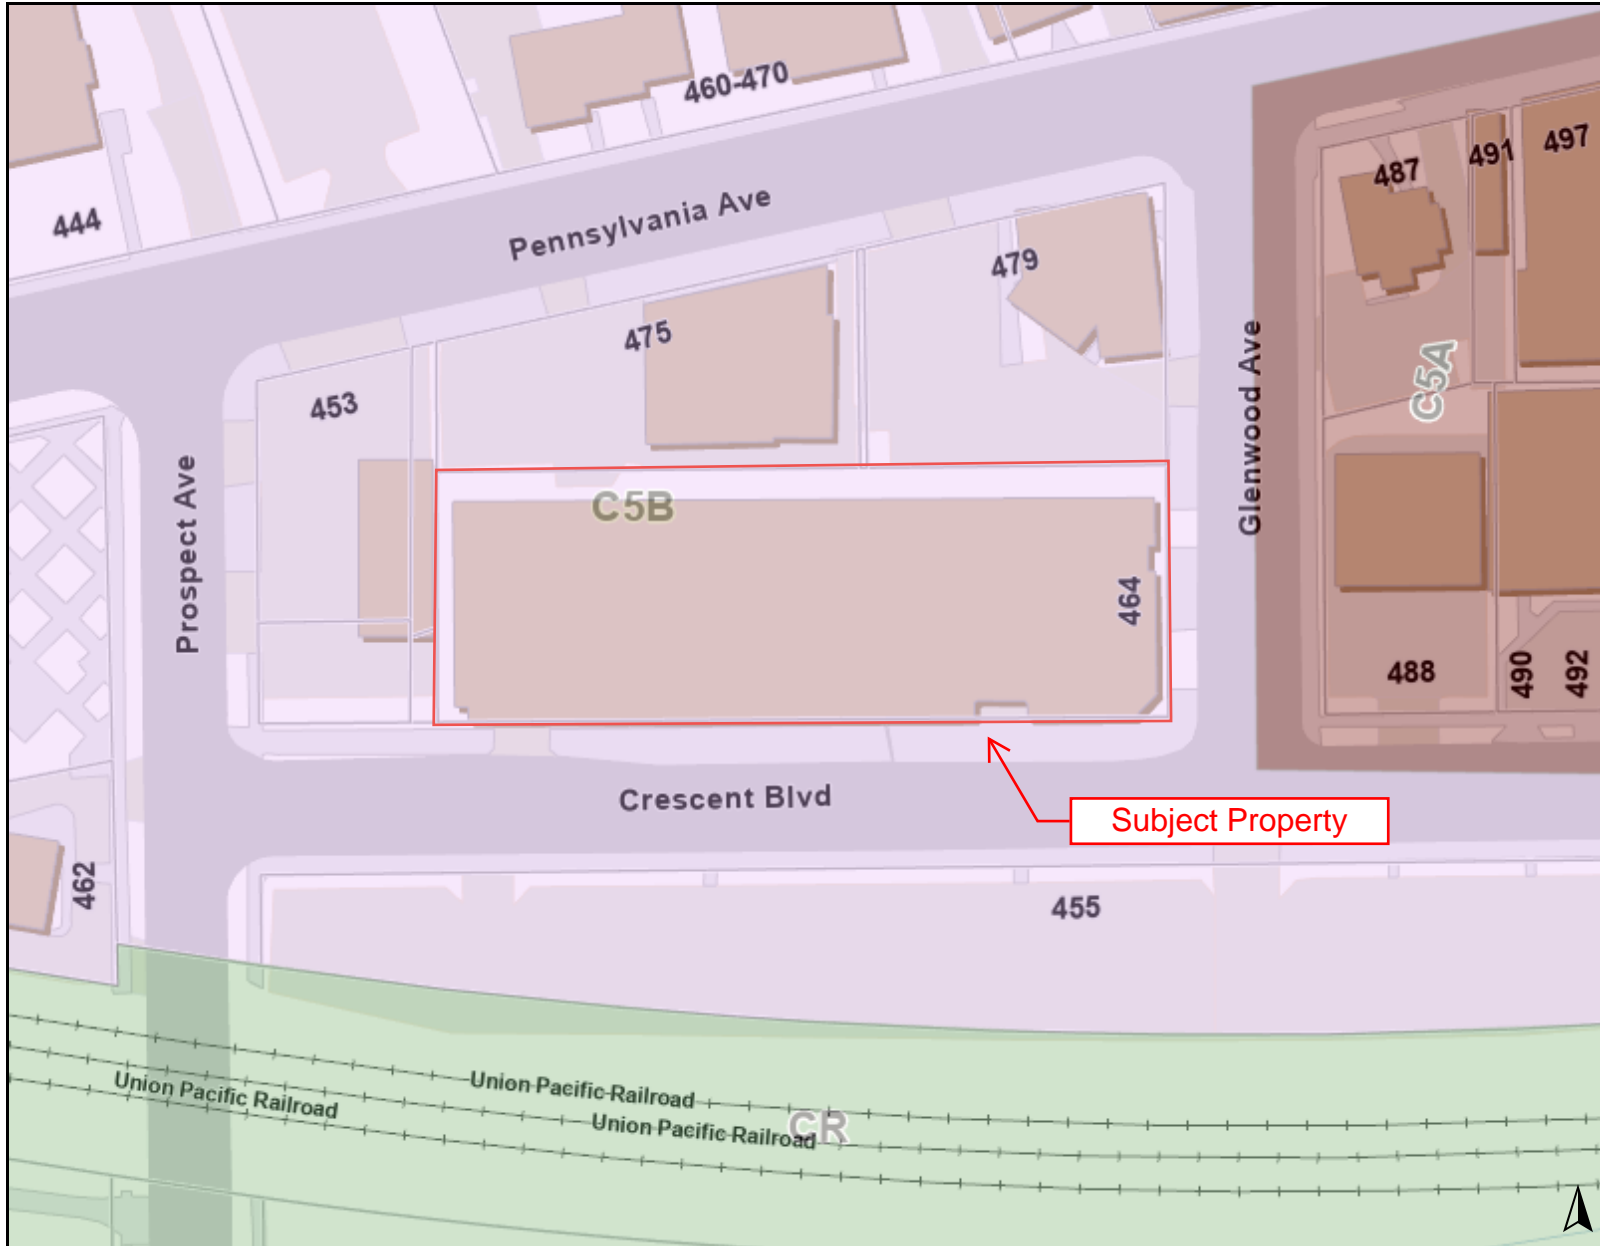 460-470
497
491
487
444
Pennsylvania Ave
479
475
C5A
453
Glenwood Ave
C5B
Prospect Ave
464
488
490
492
Crescent Blvd
Subject Property
462
455
Union Pacific Railroad
Union Pacific Railroad
Union Pacific Railroad
CR